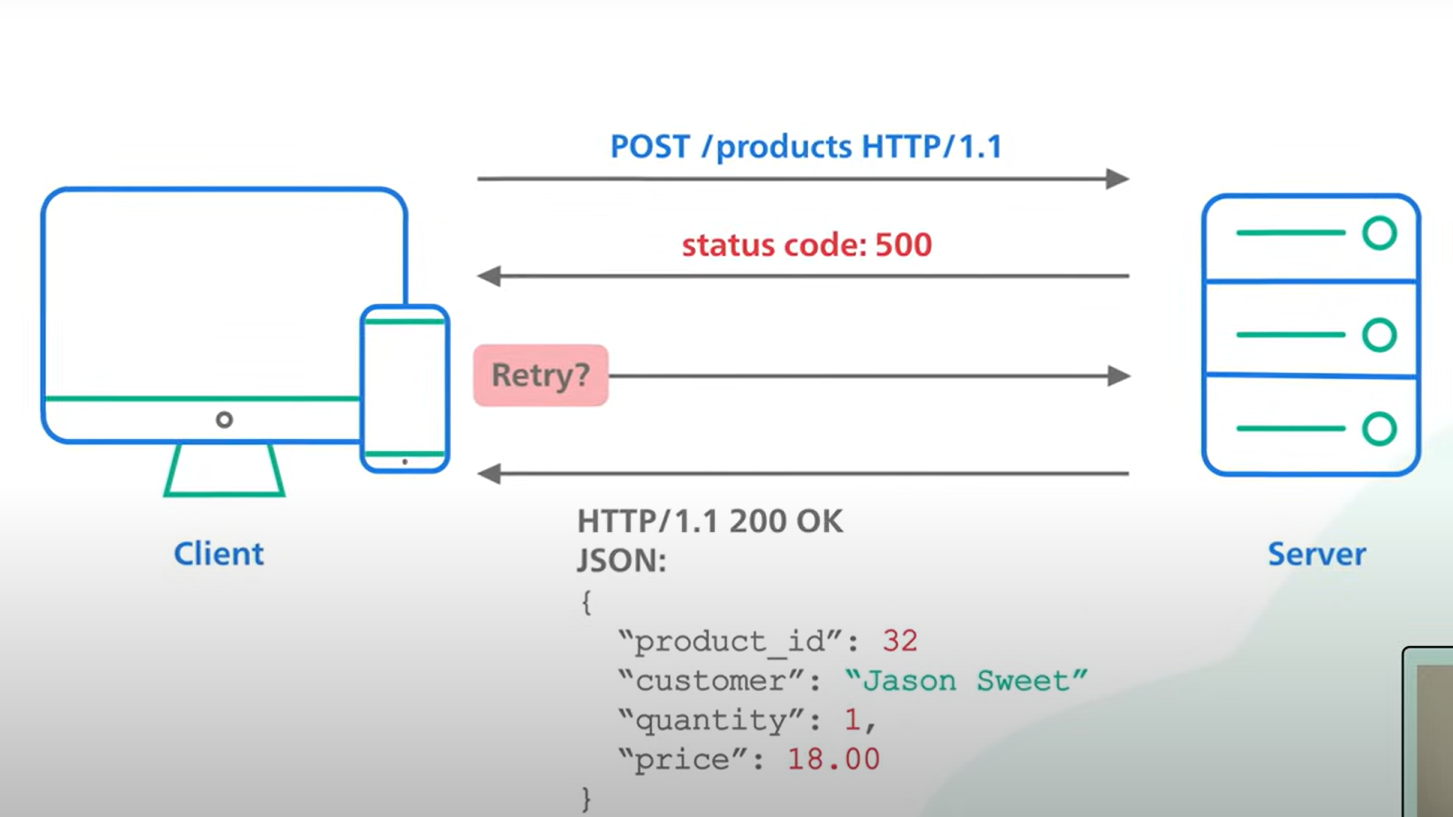 POST /products HTTP/1.1
status code: 500
Retry?
HTTP/1.1 200 OK
JSON:
{
“product_id”: 32
“customer”: “Jason Sweet”
“quantity”: 1,
“price”: 18.00
}
Client
Server